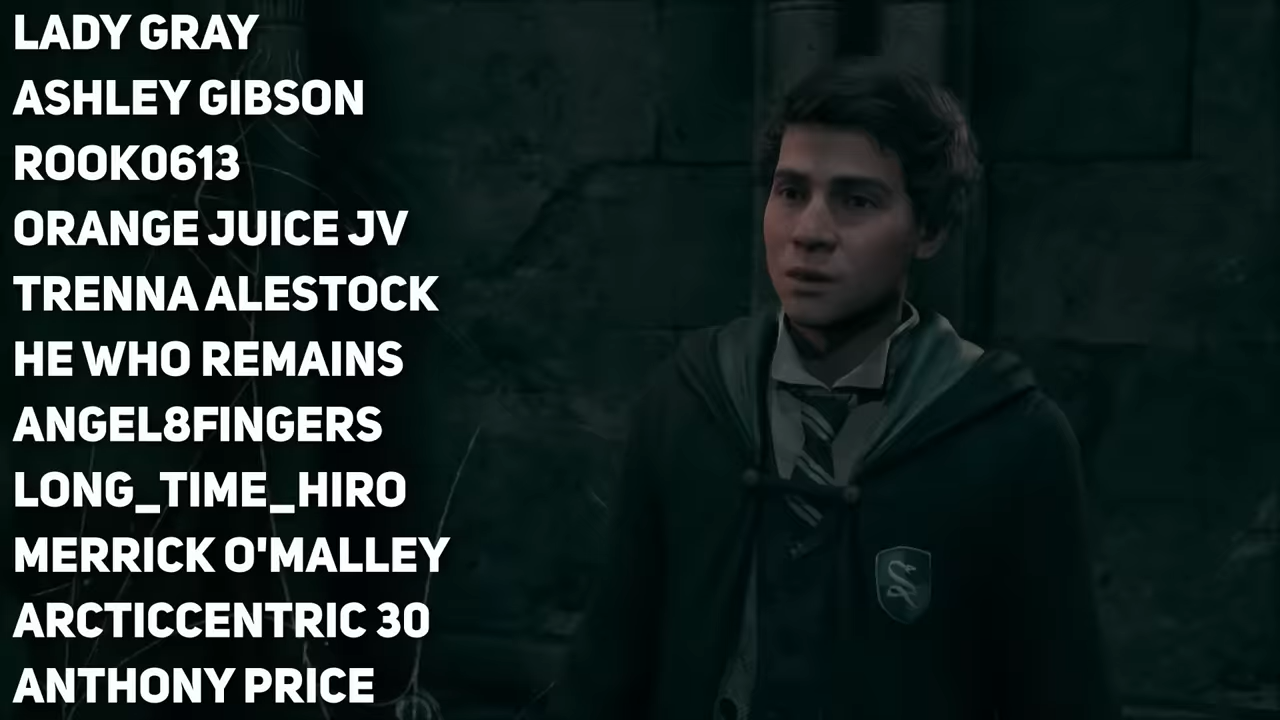 LADY GRAY
ASHLEY GIBSON
ROOK0613
ORANGE JUICE JV
TRENNA ALESTOCK
HE WHO REMAINS
ANGEL8FINGERS
LONG_TIME_HIRO
MERRICK O'MALLEY
ARCTICCENTRIC 30
ANTHONY PRICE